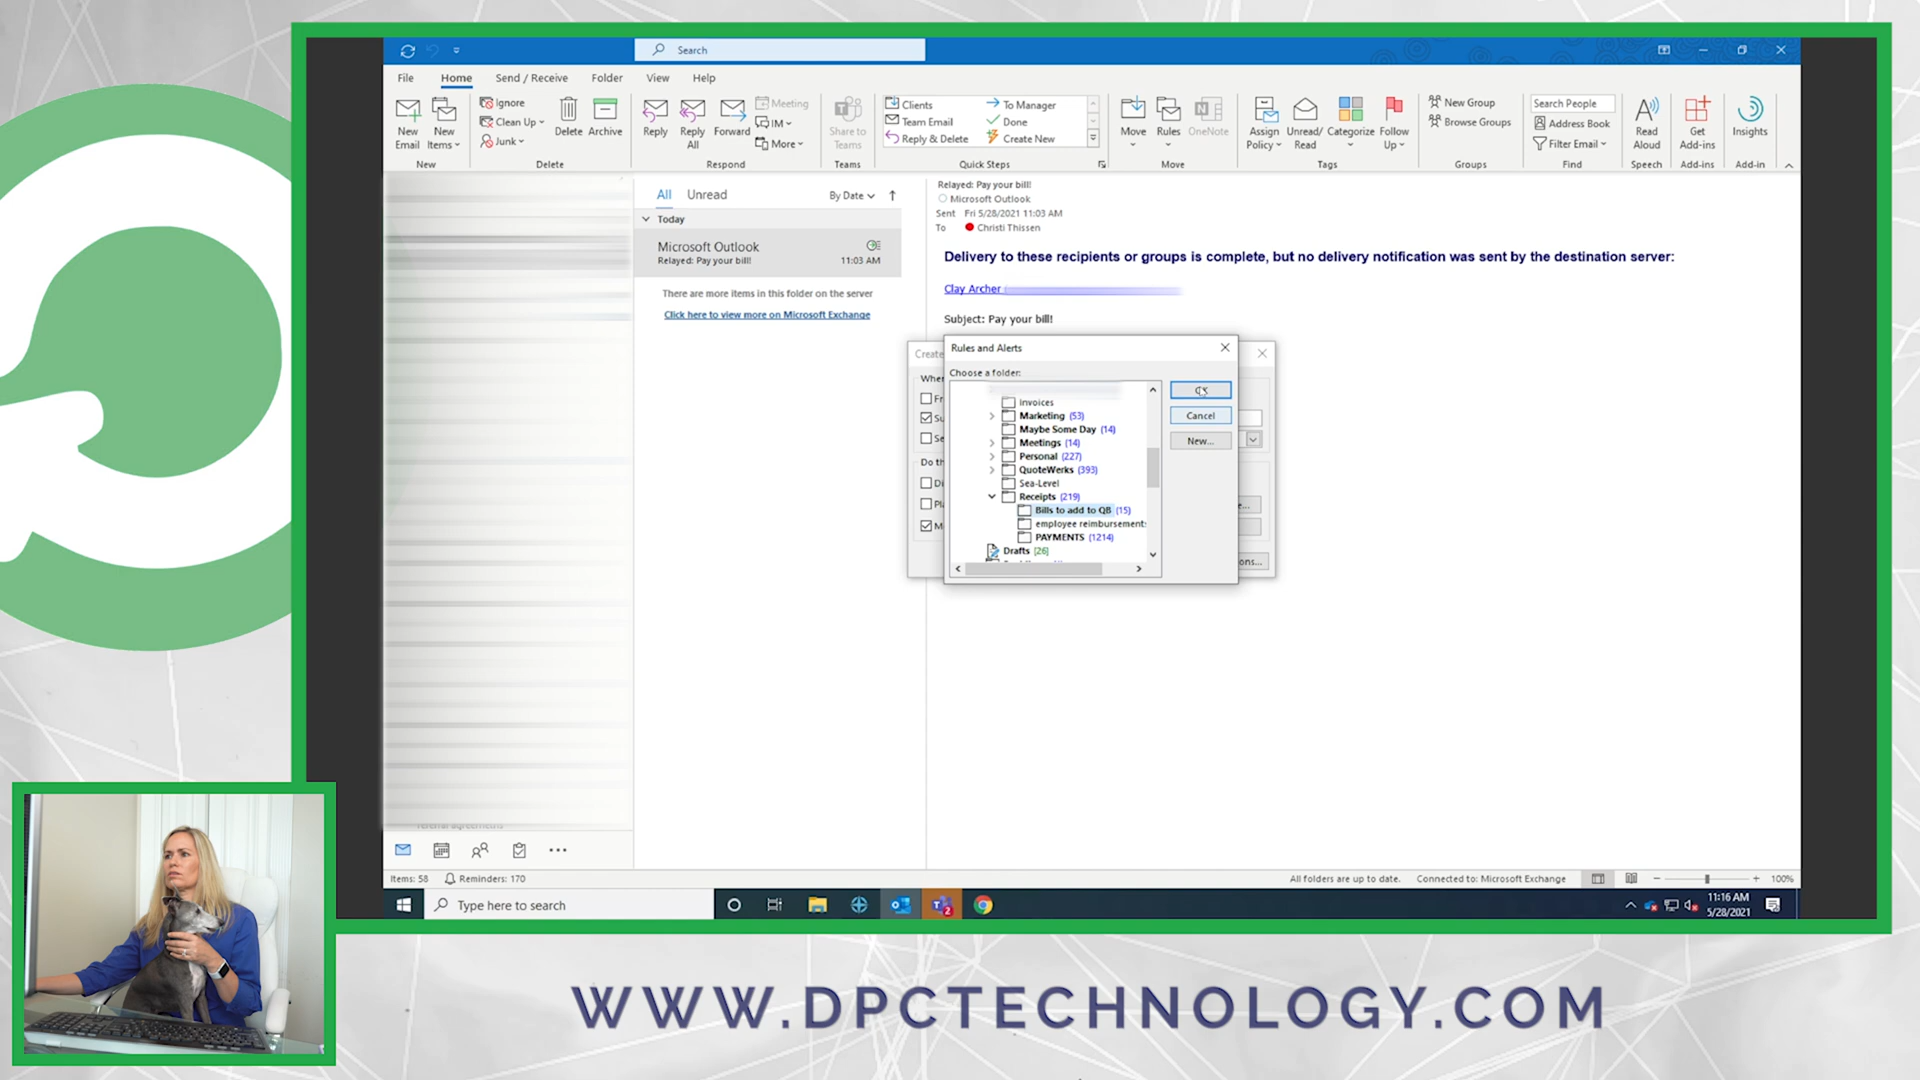 Search
File Home Send / Receive Folder View Help
New Email
New Items
Ignore
Clean Up
Junk
Delete
Archive
Reply
Reply All
Forward
Meeting
IM
More
Share to Teams
Clients
Team Email
Reply & Delete
To Manager
Done
Create New
Move
Rules
OneNote
Assign Policy
Unread/ Read
Categorize
Follow Up
New Group
Browse Groups
Search People
Address Book
Filter Email
Read Aloud
Get Add-ins
Insights
New Delete Respond Teams Quick Steps Move Tags Groups Find Speech Add-ins Add-in
All Unread By Date
Today
Microsoft Outlook
Relayed: Pay your bill! 11:03 AM
There are more items in this folder on the server
Click here to view more on Microsoft Exchange
Relayed: Pay your bill!
Microsoft Outlook
Sent Fri 5/28/2021 11:03 AM
To Christi Thissen
Delivery to these recipients or groups is complete, but no delivery notification was sent by the destination server:
Clay Archer
Subject: Pay your bill!
Rules and Alerts
Choose a folder:
Invoices
Marketing (53)
Maybe Some Day (14)
Meetings (14)
Personal (227)
QuoteWerks (393)
Sea-Level
Receipts (219)
Bills to add to QB (15)
employee reimbursement
PAYMENTS (1214)
Drafts [26]
Cancel
New...
Items: 58 Reminders: 170
All folders are up to date. Connected to: Microsoft Exchange 100%
Type here to search
11:16 AM
5/28/2021
WWW.DPCTECHNOLOGY.COM